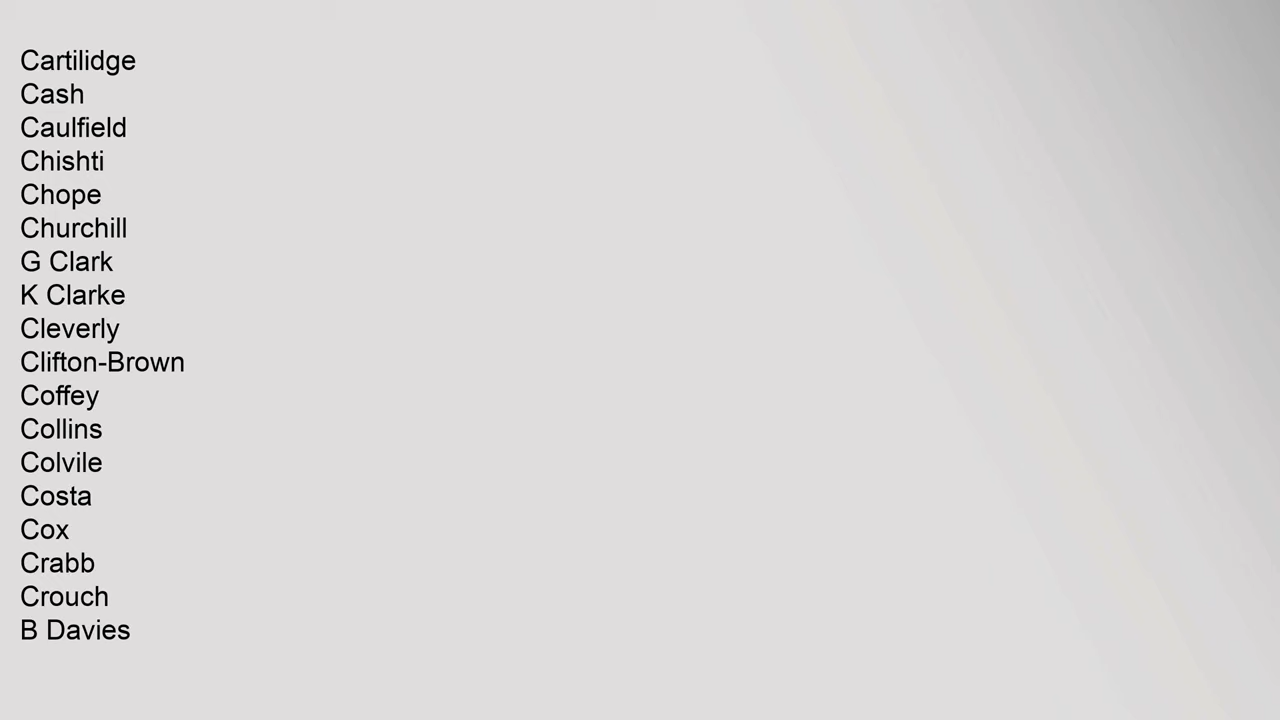 Cartilidge
Cash
Caulfield
Chishti
Chope
Churchill
G Clark
K Clarke
Cleverly
Clifton-Brown
Coffey
Collins
Colvile
Costa
Cox
Crabb
Crouch
B Davies